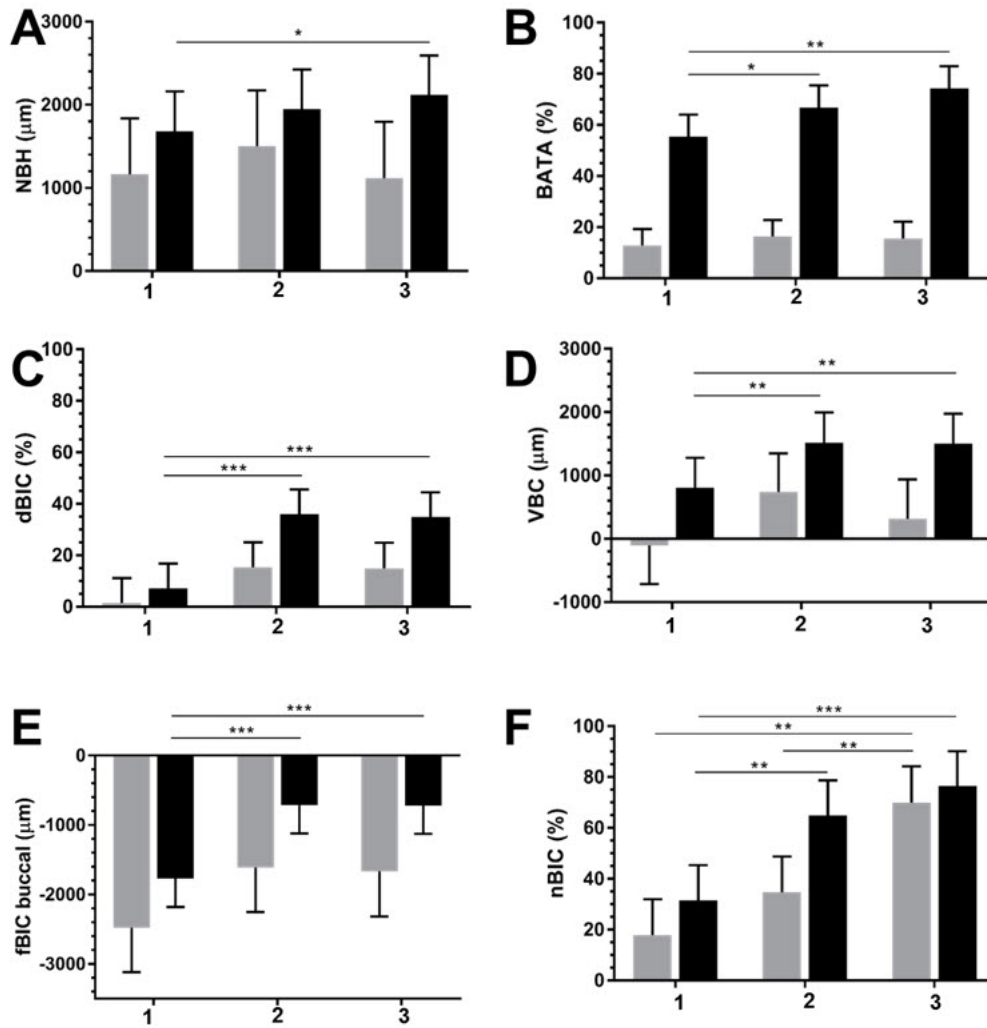 A
NBH (µm)
3000
2000
1000
0
*
1 2 3
B
BATA (%)
100
80
60
40
20
0
**
*
1 2 3
C
dBIC (%)
100
80
60
40
20
0
***
***
1 2 3
D
VBC (µm)
3000
2000
1000
0
-1000
**
**
1 2 3
E
fBIC buccal (µm)
0
-1000
-2000
-3000
***
***
1 2 3
F
nBIC (%)
100
80
60
40
20
0
***
**
**
**
1 2 3